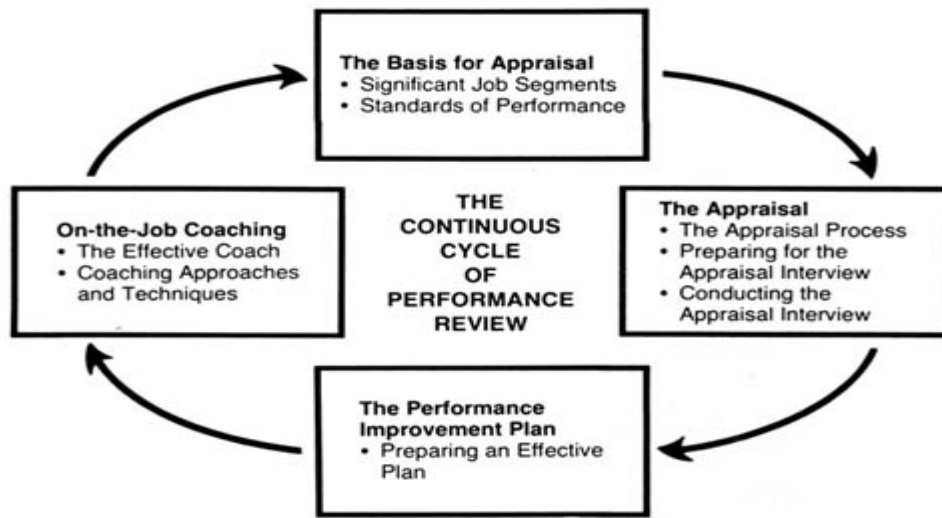 The Basis for Appraisal
• Significant Job Segments
• Standards of Performance
On-the-Job Coaching
• The Effective Coach
• Coaching Approaches
and Techniques
THE
CONTINUOUS
CYCLE
OF
PERFORMANCE
REVIEW
The Appraisal
• The Appraisal Process
• Preparing for the
Appraisal Interview
• Conducting the
Appraisal Interview
The Performance
Improvement Plan
• Preparing an Effective
Plan